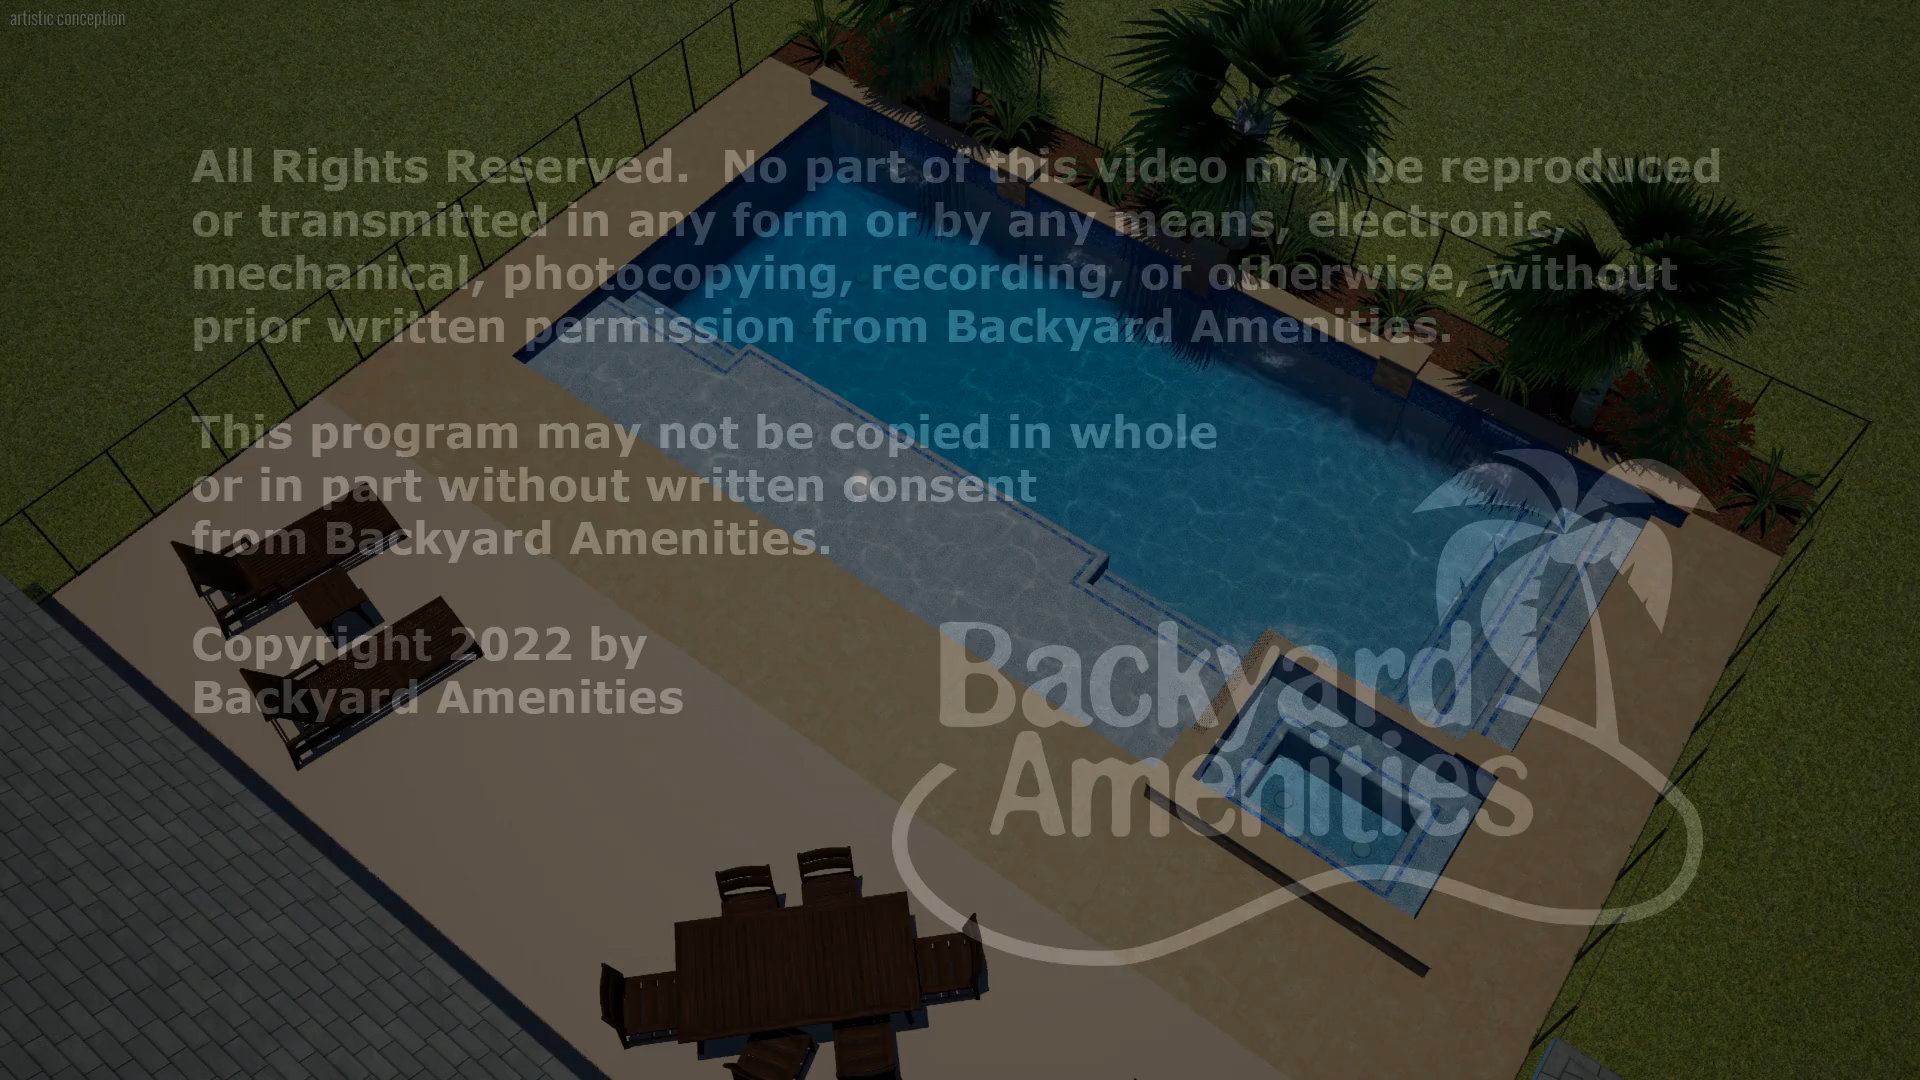 artistic conception
All Rights Reserved.  No part of this video may be reproduced
or transmitted in any form or by any means, electronic,
mechanical, photocopying, recording, or otherwise, without
prior written permission from Backyard Amenities.
This program may not be copied in whole
or in part without written consent
from Backyard Amenities.
Copyright 2022 by
Backyard Amenities
Backyard
Amenities